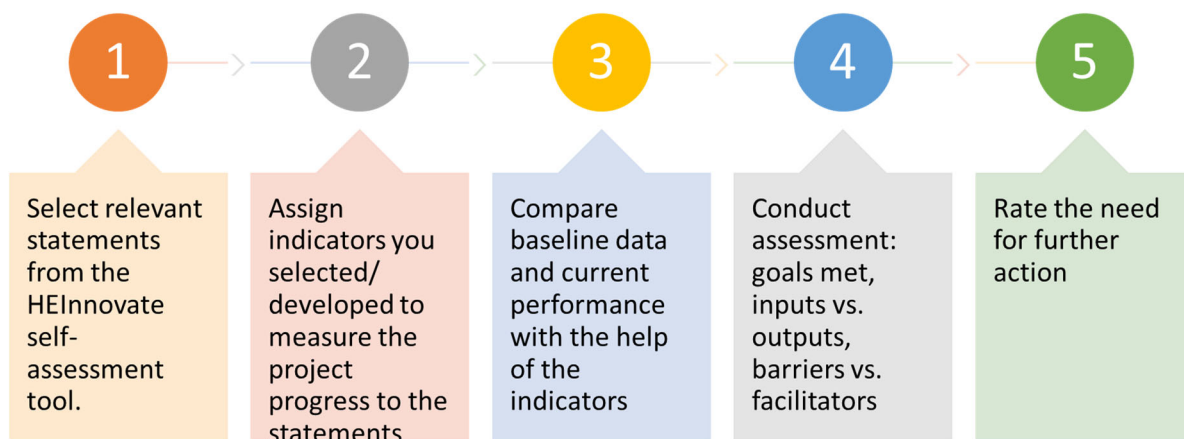 1
2
3
4
5
Select relevant
statements
from the
HEInnovate
self-
assessment
tool.
Assign
indicators you
selected/
developed to
measure the
project
progress to the
statements
Compare
baseline data
and current
performance
with the help
of the
indicators
Conduct
assessment:
goals met,
inputs vs.
outputs,
barriers vs.
facilitators
Rate the need
for further
action